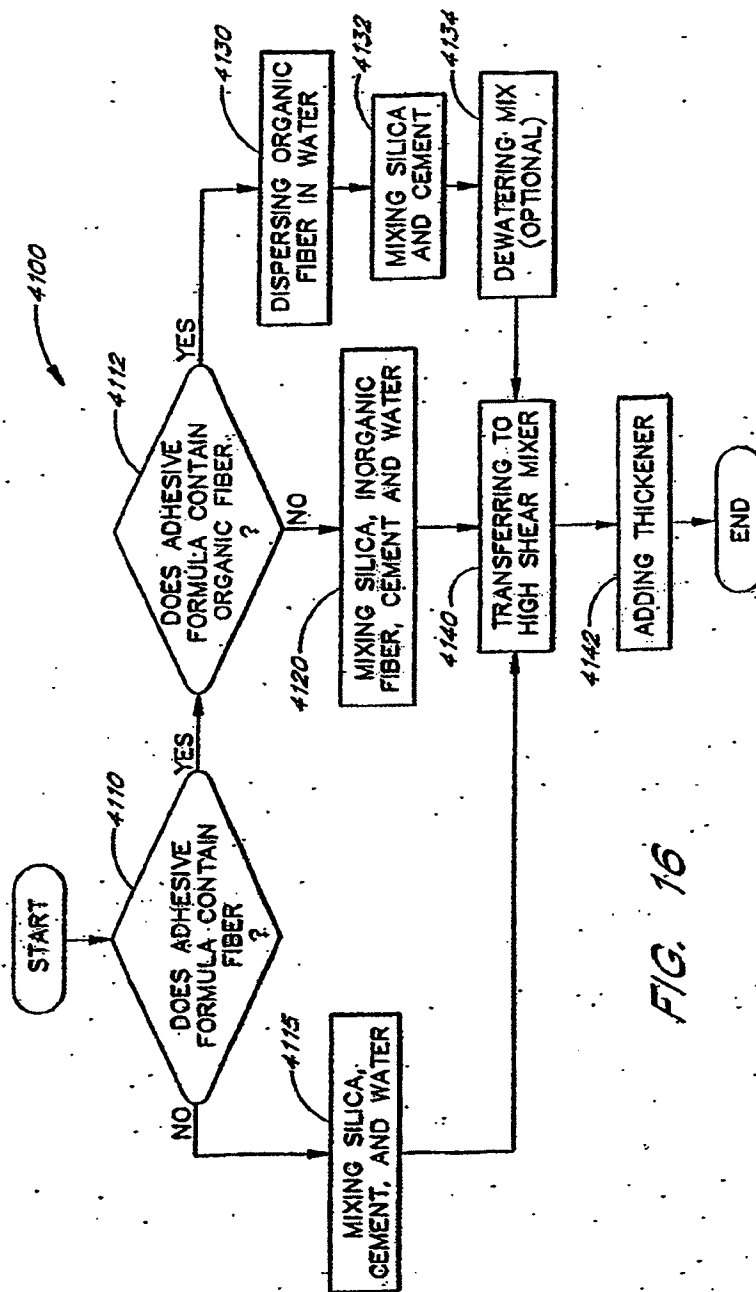 4100
START
4110
DOES ADHESIVE
FORMULA CONTAIN
FIBER
?
YES
NO
4112
DOES ADHESIVE
FORMULA CONTAIN
ORGANIC FIBER
?
YES
NO
4115
MIXING SILICA,
CEMENT, AND WATER
4120
MIXING SILICA, INORGANIC
FIBER, CEMENT AND WATER
4130
DISPERSING ORGANIC
FIBER IN WATER
4132
MIXING SILICA
AND CEMENT
4134
DEWATERING MIX
(OPTIONAL)
4140
TRANSFERRING TO
HIGH SHEAR MIXER
4142
ADDING THICKENER
END
FIG. 16